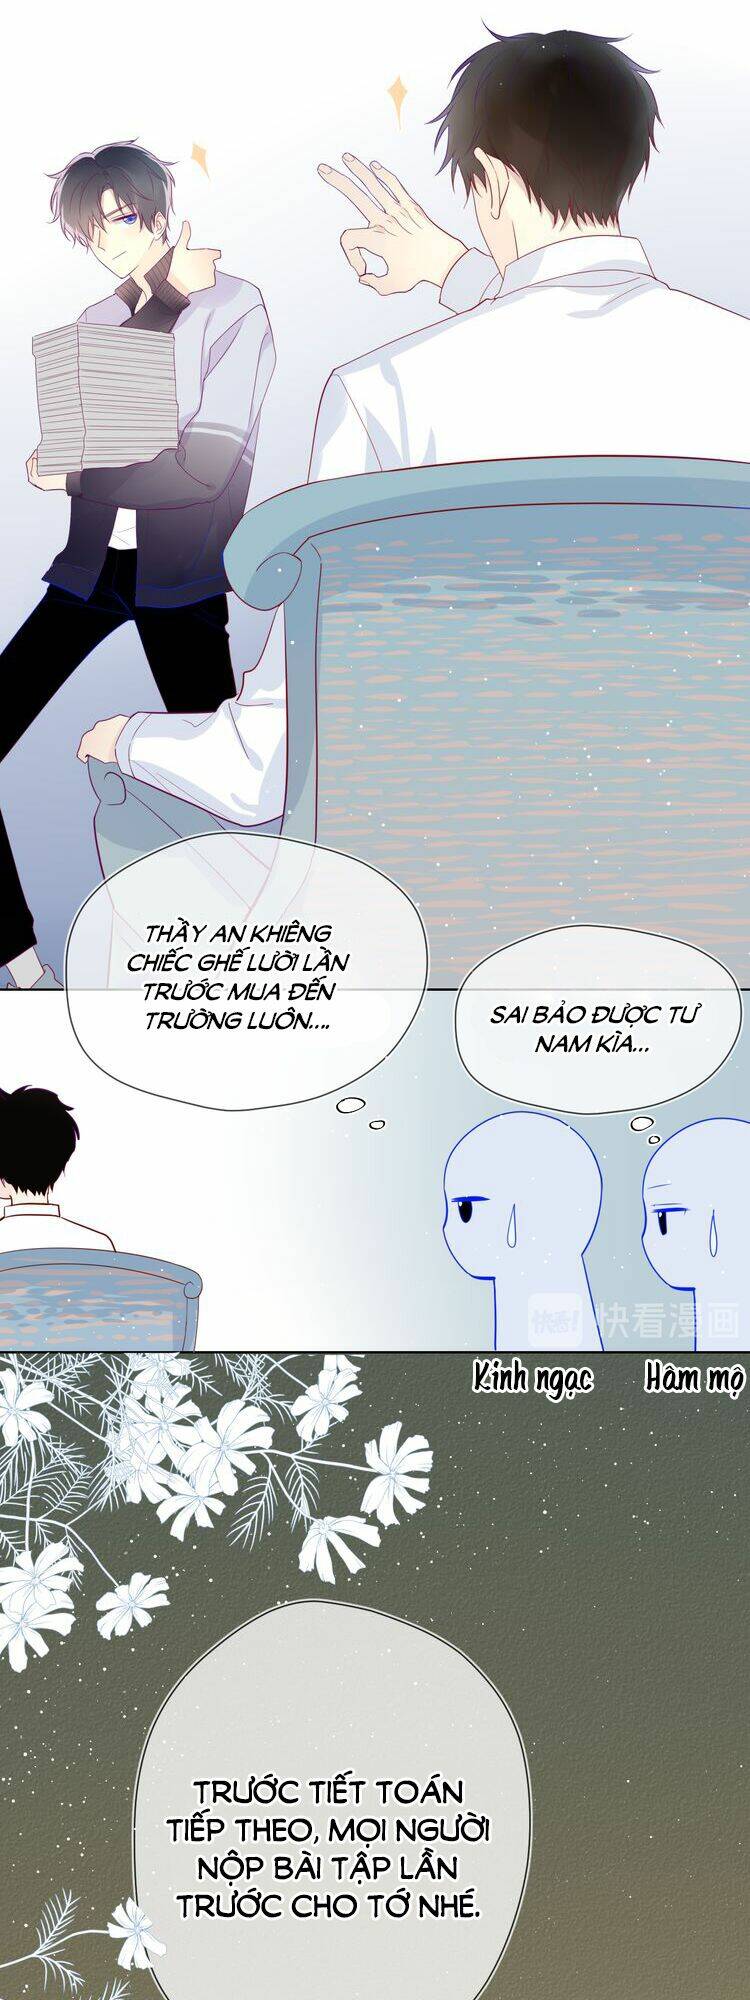 THẦY AN KHIÊNG
CHIẾC GHẾ LƯỜI LẦN
TRƯỚC MUA ĐẾN
TRƯỜNG LUÔN....
SAI BẢO ĐƯỢC TƯ
NAM KÌA...
快看!
快看漫画
Kinh ngạc
Hâm mộ
TRƯỚC TIẾT TOÁN
TIẾP THEO, MỌI NGƯỜI
NỘP BÀI TẬP LẦN
TRƯỚC CHO TỚ NHÉ.